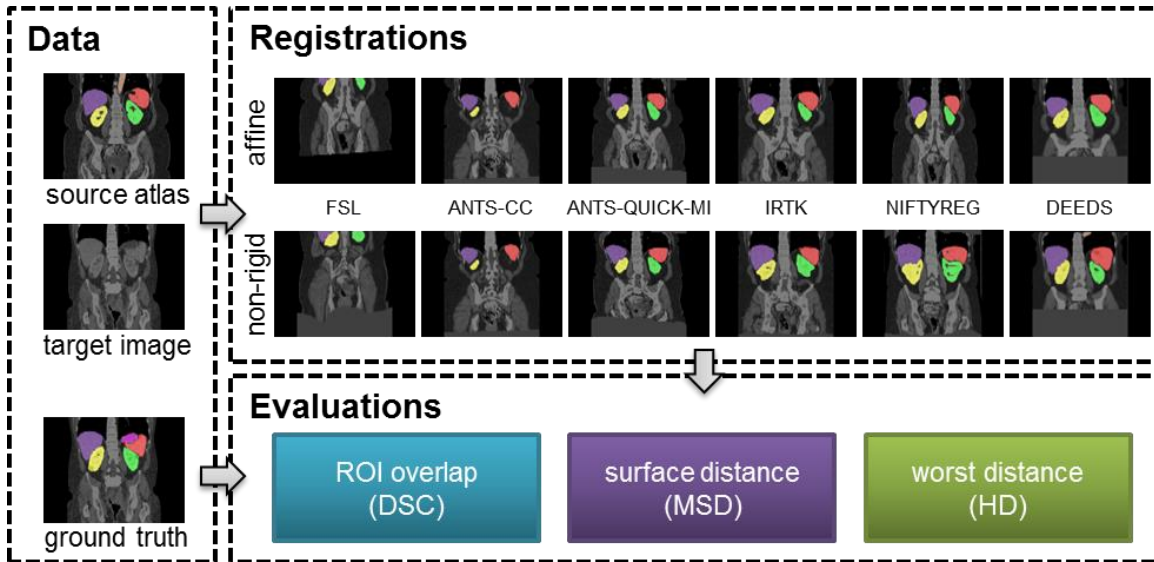 Data
source atlas
target image
ground truth
Registrations
affine
FSL
ANTS-CC
ANTS-QUICK-MI
IRTK
NIFTYREG
DEEDS
non-rigid
Evaluations
ROI overlap
(DSC)
surface distance
(MSD)
worst distance
(HD)